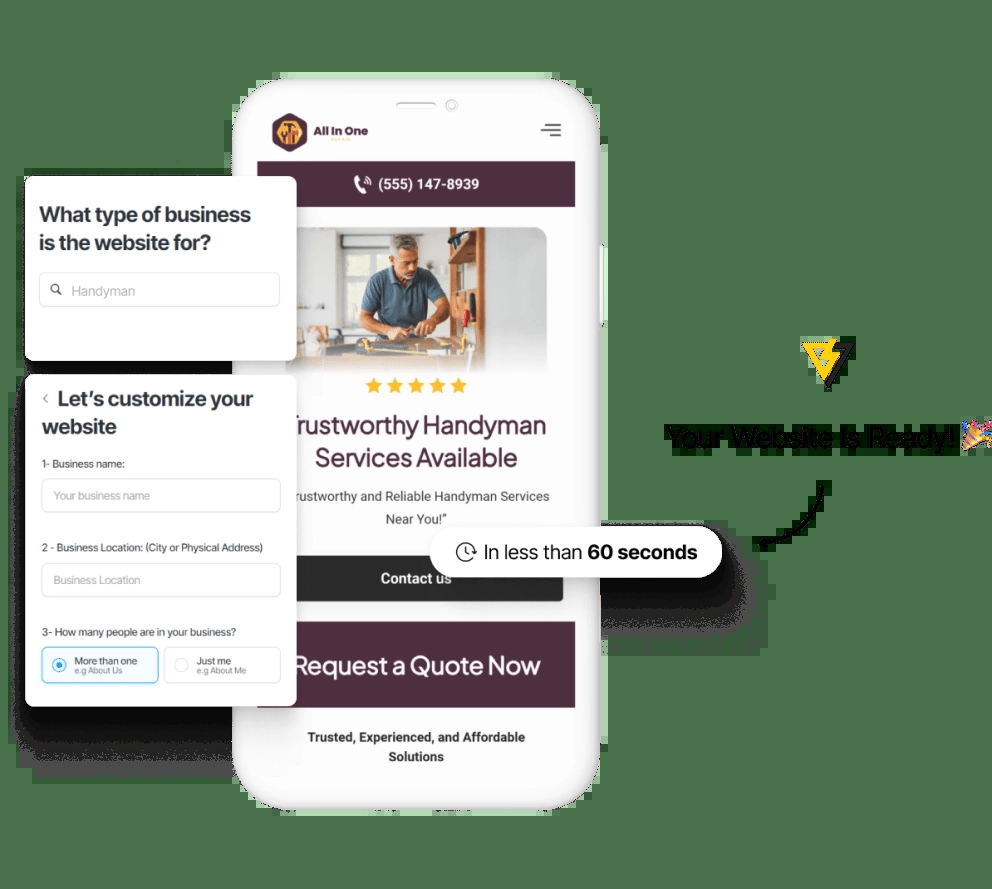 All In One
(555) 147-8939
What type of business
is the website for?
Handyman
Let’s customize your
website
1- Business name:
Your business name
2 - Business Location: (City or Physical Address)
Business Location
3- How many people are in your business?
More than one
e.g About Us
Just me
e.g About Me
rustworthy Handyman
Services Available
rustworthy and Reliable Handyman Services
Near You!”
In less than 60 seconds
Contact us
Request a Quote Now
Trusted, Experienced, and Affordable
Solutions
Your Website Is Ready! 🎉